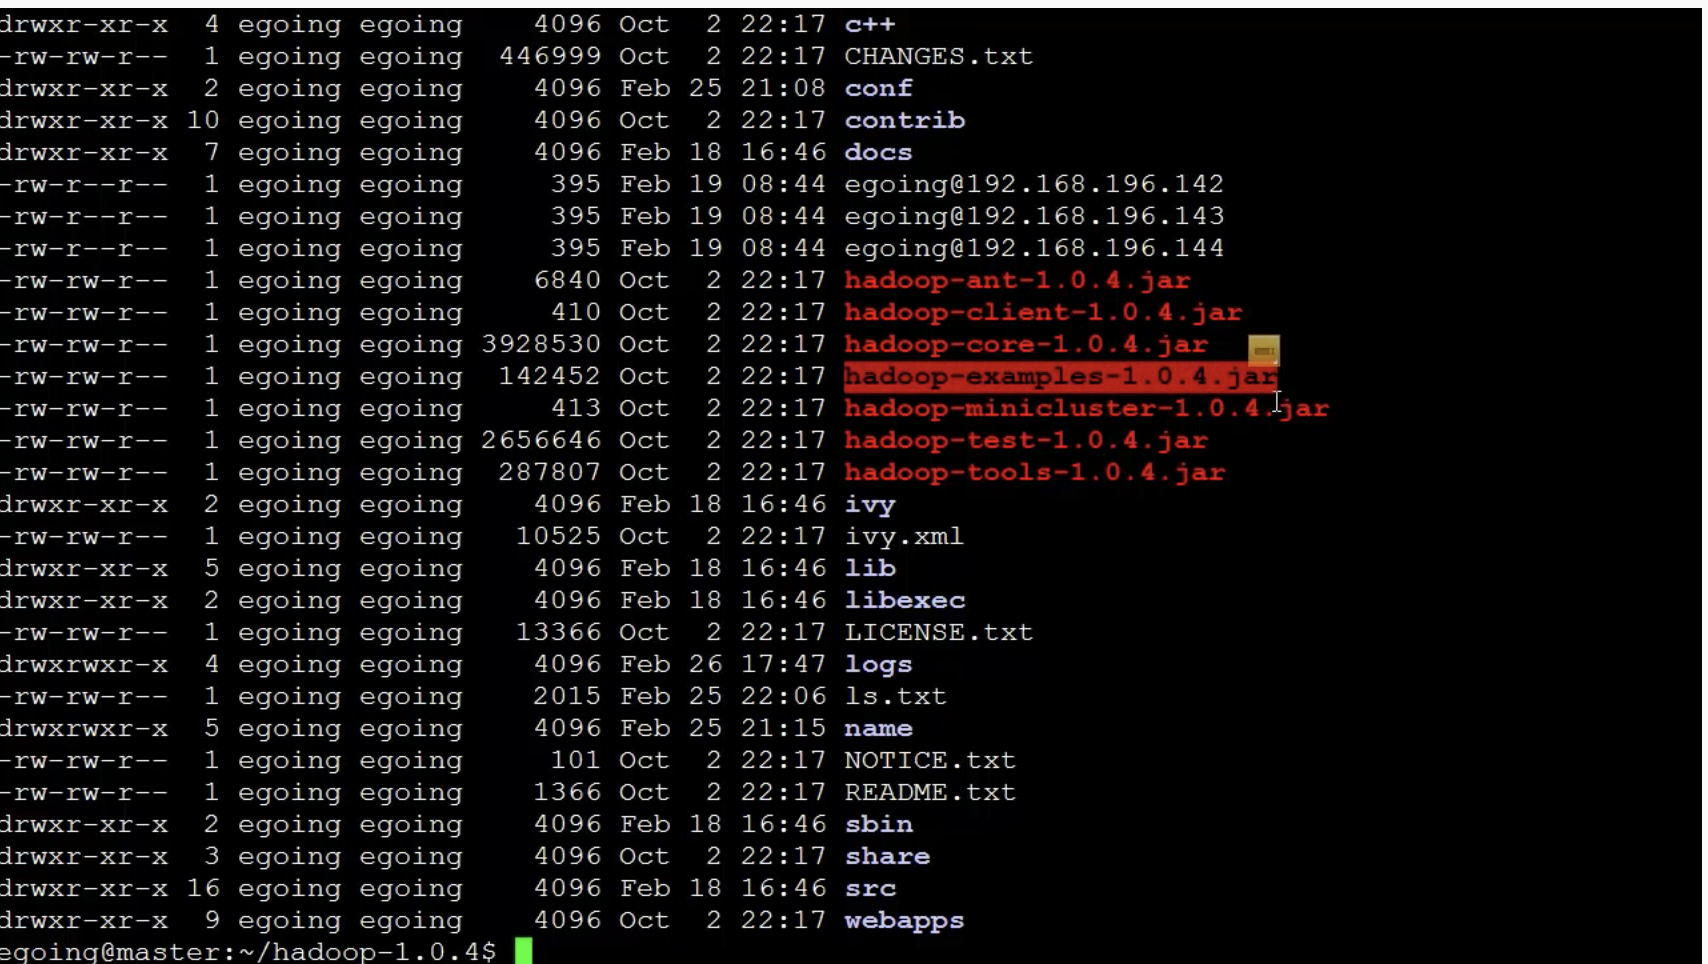 drwxr-xr-x 4 egoing egoing 4096 Oct 2 22:17 c++
-rw-rw-r-- 1 egoing egoing 446999 Oct 2 22:17 CHANGES.txt
drwxr-xr-x 2 egoing egoing 4096 Feb 25 21:08 conf
drwxr-xr-x 10 egoing egoing 4096 Oct 2 22:17 contrib
drwxr-xr-x 7 egoing egoing 4096 Feb 18 16:46 docs
-rw-r--r-- 1 egoing egoing 395 Feb 19 08:44 egoing@192.168.196.142
-rw-r--r-- 1 egoing egoing 395 Feb 19 08:44 egoing@192.168.196.143
-rw-r--r-- 1 egoing egoing 395 Feb 19 08:44 egoing@192.168.196.144
-rw-rw-r-- 1 egoing egoing 6840 Oct 2 22:17 hadoop-ant-1.0.4.jar
-rw-rw-r-- 1 egoing egoing 410 Oct 2 22:17 hadoop-client-1.0.4.jar
-rw-rw-r-- 1 egoing egoing 3928530 Oct 2 22:17 hadoop-core-1.0.4.jar
-rw-rw-r-- 1 egoing egoing 142452 Oct 2 22:17 hadoop-examples-1.0.4.jar
-rw-rw-r-- 1 egoing egoing 413 Oct 2 22:17 hadoop-minicluster-1.0.4.jar
-rw-rw-r-- 1 egoing egoing 2656646 Oct 2 22:17 hadoop-test-1.0.4.jar
-rw-rw-r-- 1 egoing egoing 287807 Oct 2 22:17 hadoop-tools-1.0.4.jar
drwxr-xr-x 2 egoing egoing 4096 Feb 18 16:46 ivy
-rw-rw-r-- 1 egoing egoing 10525 Oct 2 22:17 ivy.xml
drwxr-xr-x 5 egoing egoing 4096 Feb 18 16:46 lib
drwxr-xr-x 2 egoing egoing 4096 Feb 18 16:46 libexec
-rw-rw-r-- 1 egoing egoing 13366 Oct 2 22:17 LICENSE.txt
drwxrwxr-x 4 egoing egoing 4096 Feb 26 17:47 logs
-rw-rw-r-- 1 egoing egoing 2015 Feb 25 22:06 ls.txt
drwxrwxr-x 5 egoing egoing 4096 Feb 25 21:15 name
-rw-rw-r-- 1 egoing egoing 101 Oct 2 22:17 NOTICE.txt
-rw-rw-r-- 1 egoing egoing 1366 Oct 2 22:17 README.txt
drwxr-xr-x 2 egoing egoing 4096 Feb 18 16:46 sbin
drwxr-xr-x 3 egoing egoing 4096 Oct 2 22:17 share
drwxr-xr-x 16 egoing egoing 4096 Feb 18 16:46 src
drwxr-xr-x 9 egoing egoing 4096 Oct 2 22:17 webapps
egoing@master:~/hadoop-1.0.4$